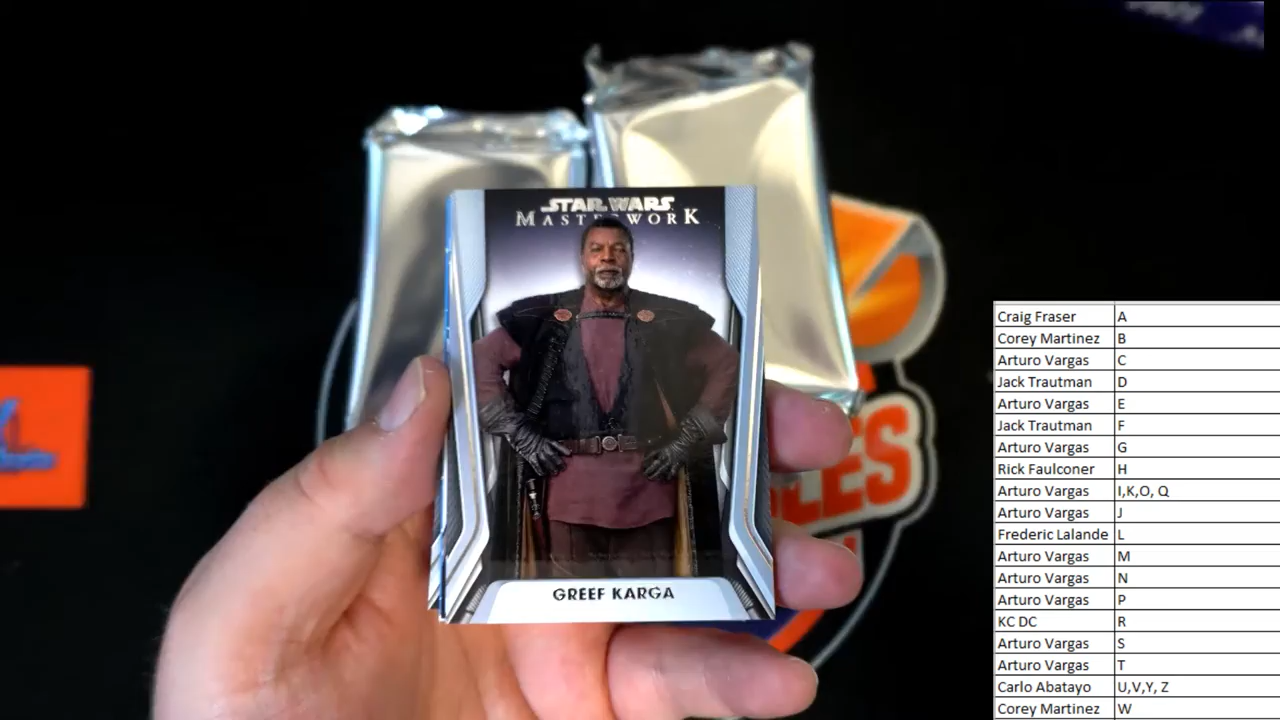 STAR WARS
MASTERWORK
GREEF KARGA
Craig Fraser A
Corey Martinez B
Arturo Vargas C
Jack Trautman D
Arturo Vargas E
Jack Trautman F
Arturo Vargas G
Rick Faulconer H
Arturo Vargas I,K,O, Q
Arturo Vargas J
Frederic Lalande L
Arturo Vargas M
Arturo Vargas N
Arturo Vargas P
KC DC R
Arturo Vargas S
Arturo Vargas T
Carlo Abatayo U,V,Y, Z
Corey Martinez W